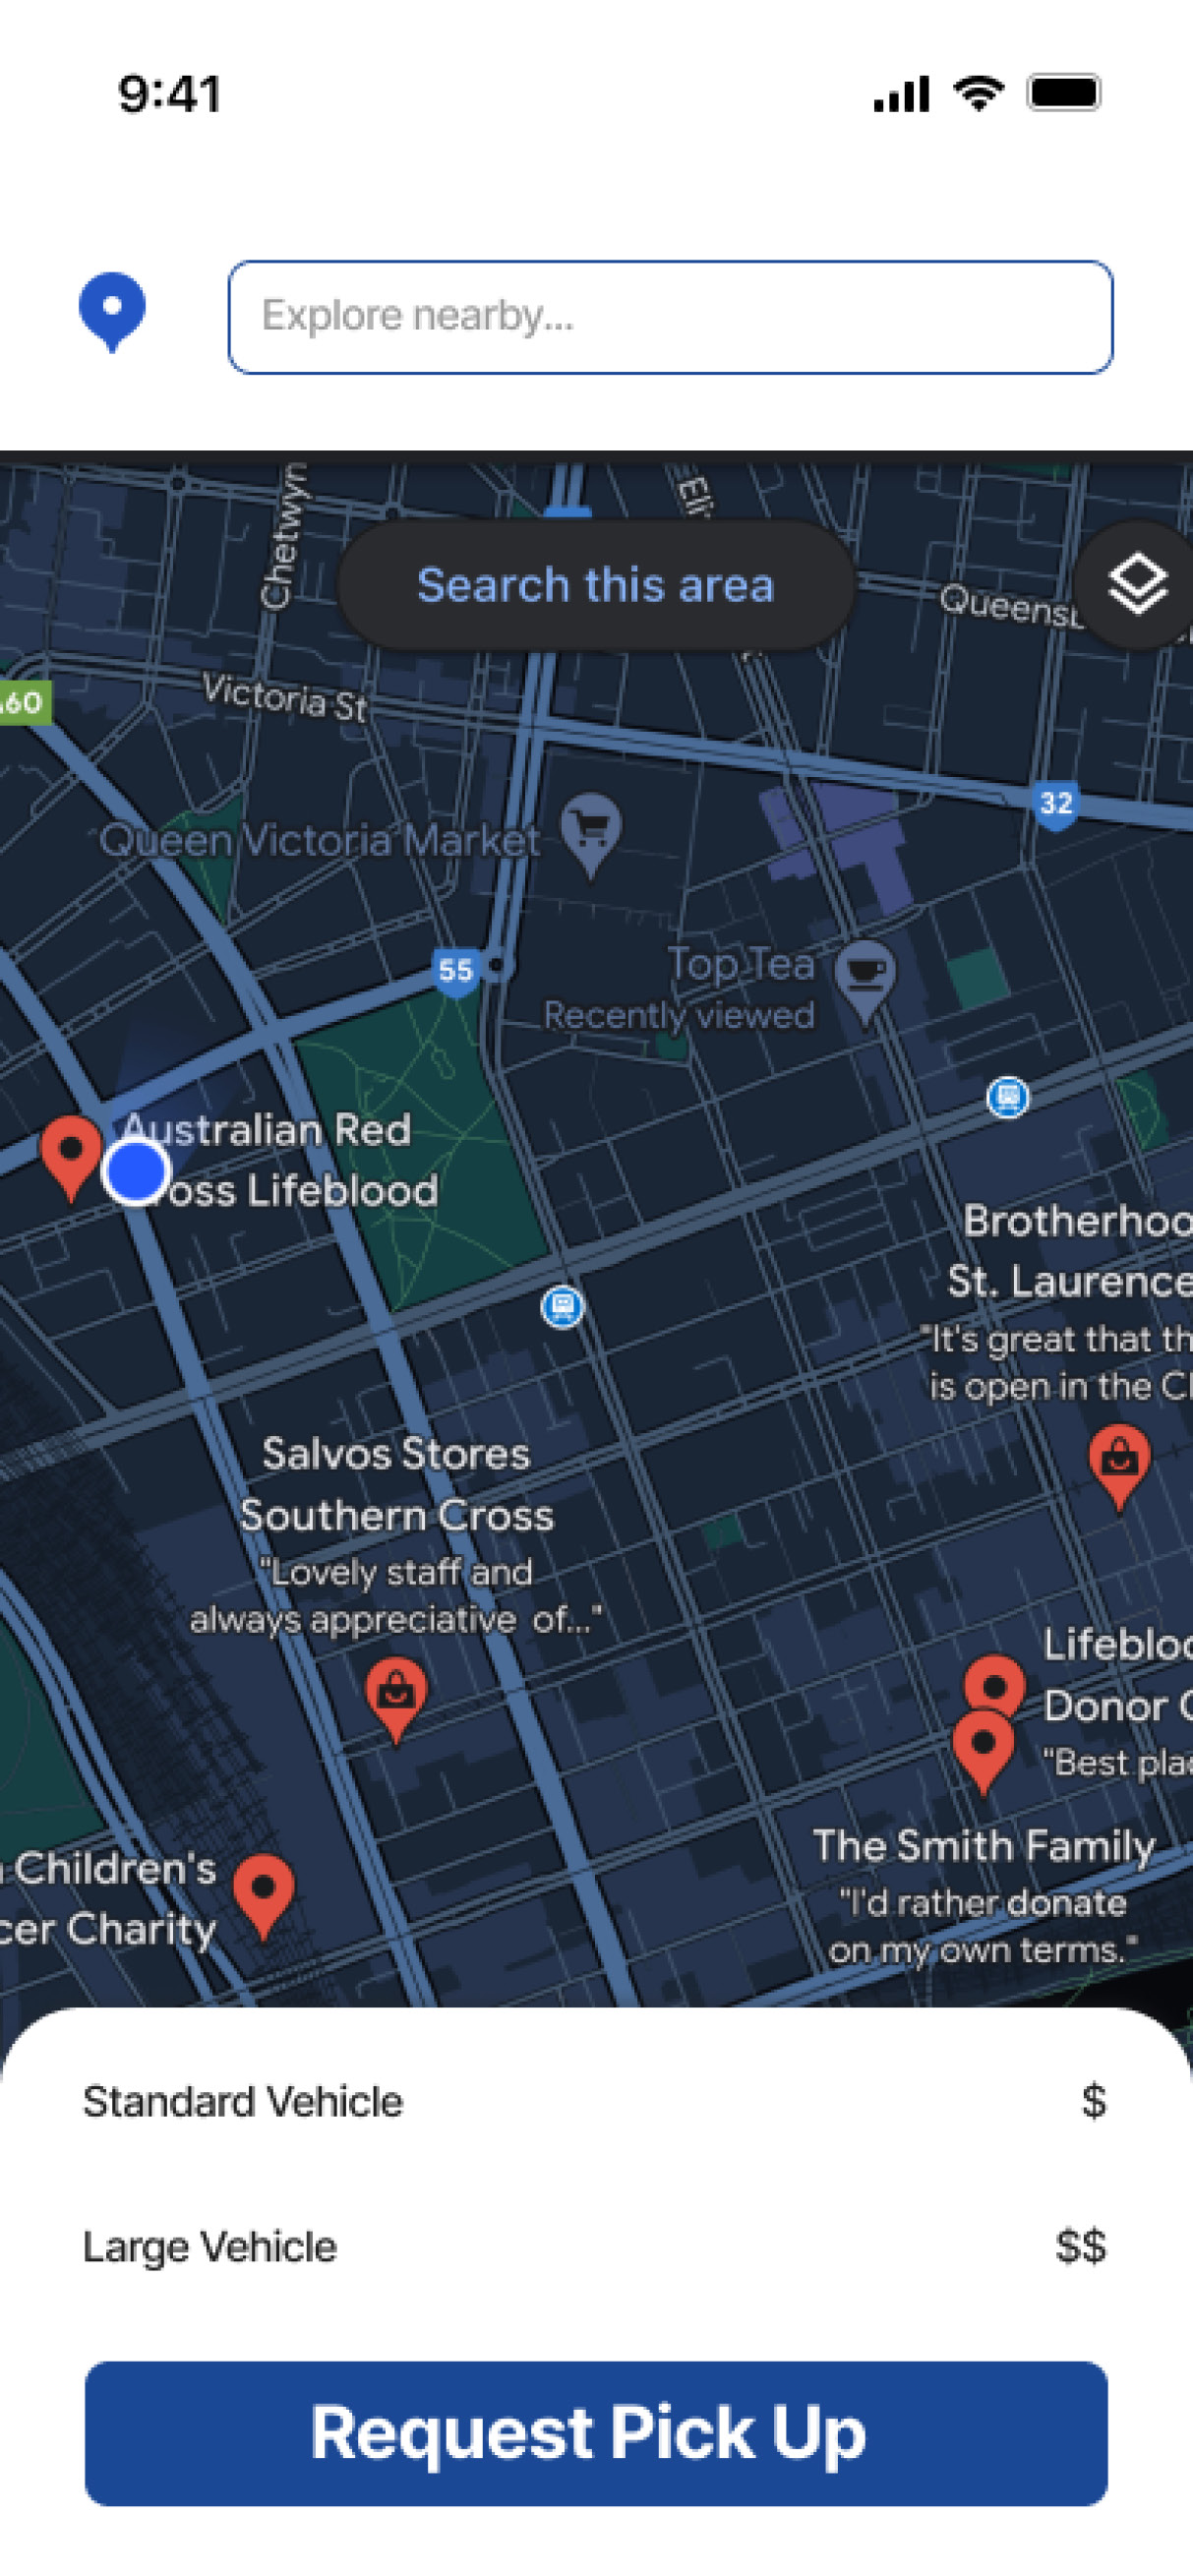 9:41
Explore nearby...
Chetwyn
Eli
Search this area
Queensb
Victoria St
A60
32
Queen Victoria Market
55
Top Tea
Recently viewed
Australian Red
oss Lifeblood
Brotherhoo
St. Laurence
"It's great that th
is open in the C
Salvos Stores
Southern Cross
"Lovely staff and
always appreciative of..."
Lifebloo
Donor C
"Best plac
The Smith Family
"I'd rather donate
on my own terms."
Children's
cer Charity
Standard Vehicle
$
Large Vehicle
$$
Request Pick Up